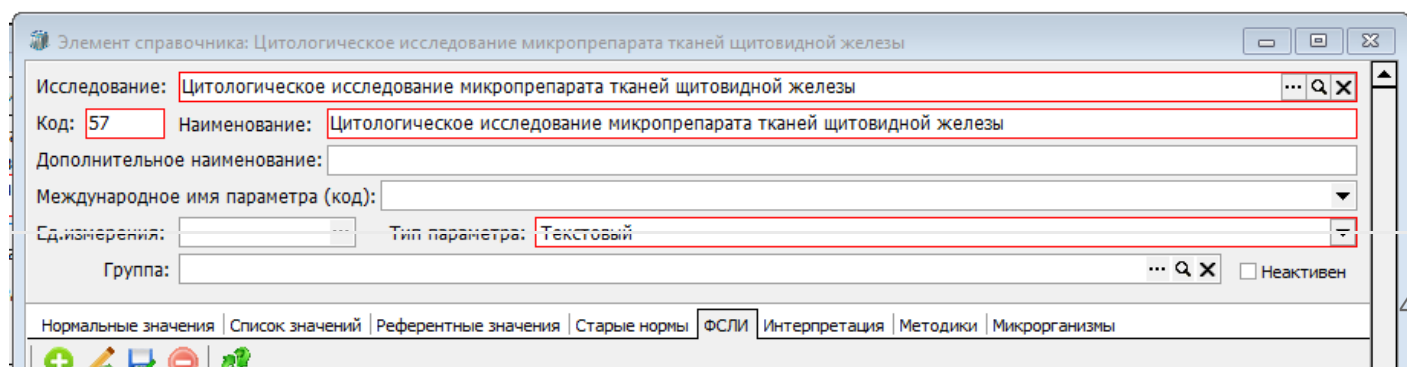 Элемент справочника: Цитологическое исследование микропрепарата тканей щитовидной железы
Исследование: Цитологическое исследование микропрепарата тканей щитовидной железы
Код: 57 Наименование: Цитологическое исследование микропрепарата тканей щитовидной железы
Дополнительное наименование:
Международное имя параметра (код):
Ед.измерения: Тип параметра: Текстовый
Группа: Неактивен
Нормальные значения Список значений Референтные значения Старые нормы ФСЛИ Интерпретация Методики Микроорганизмы